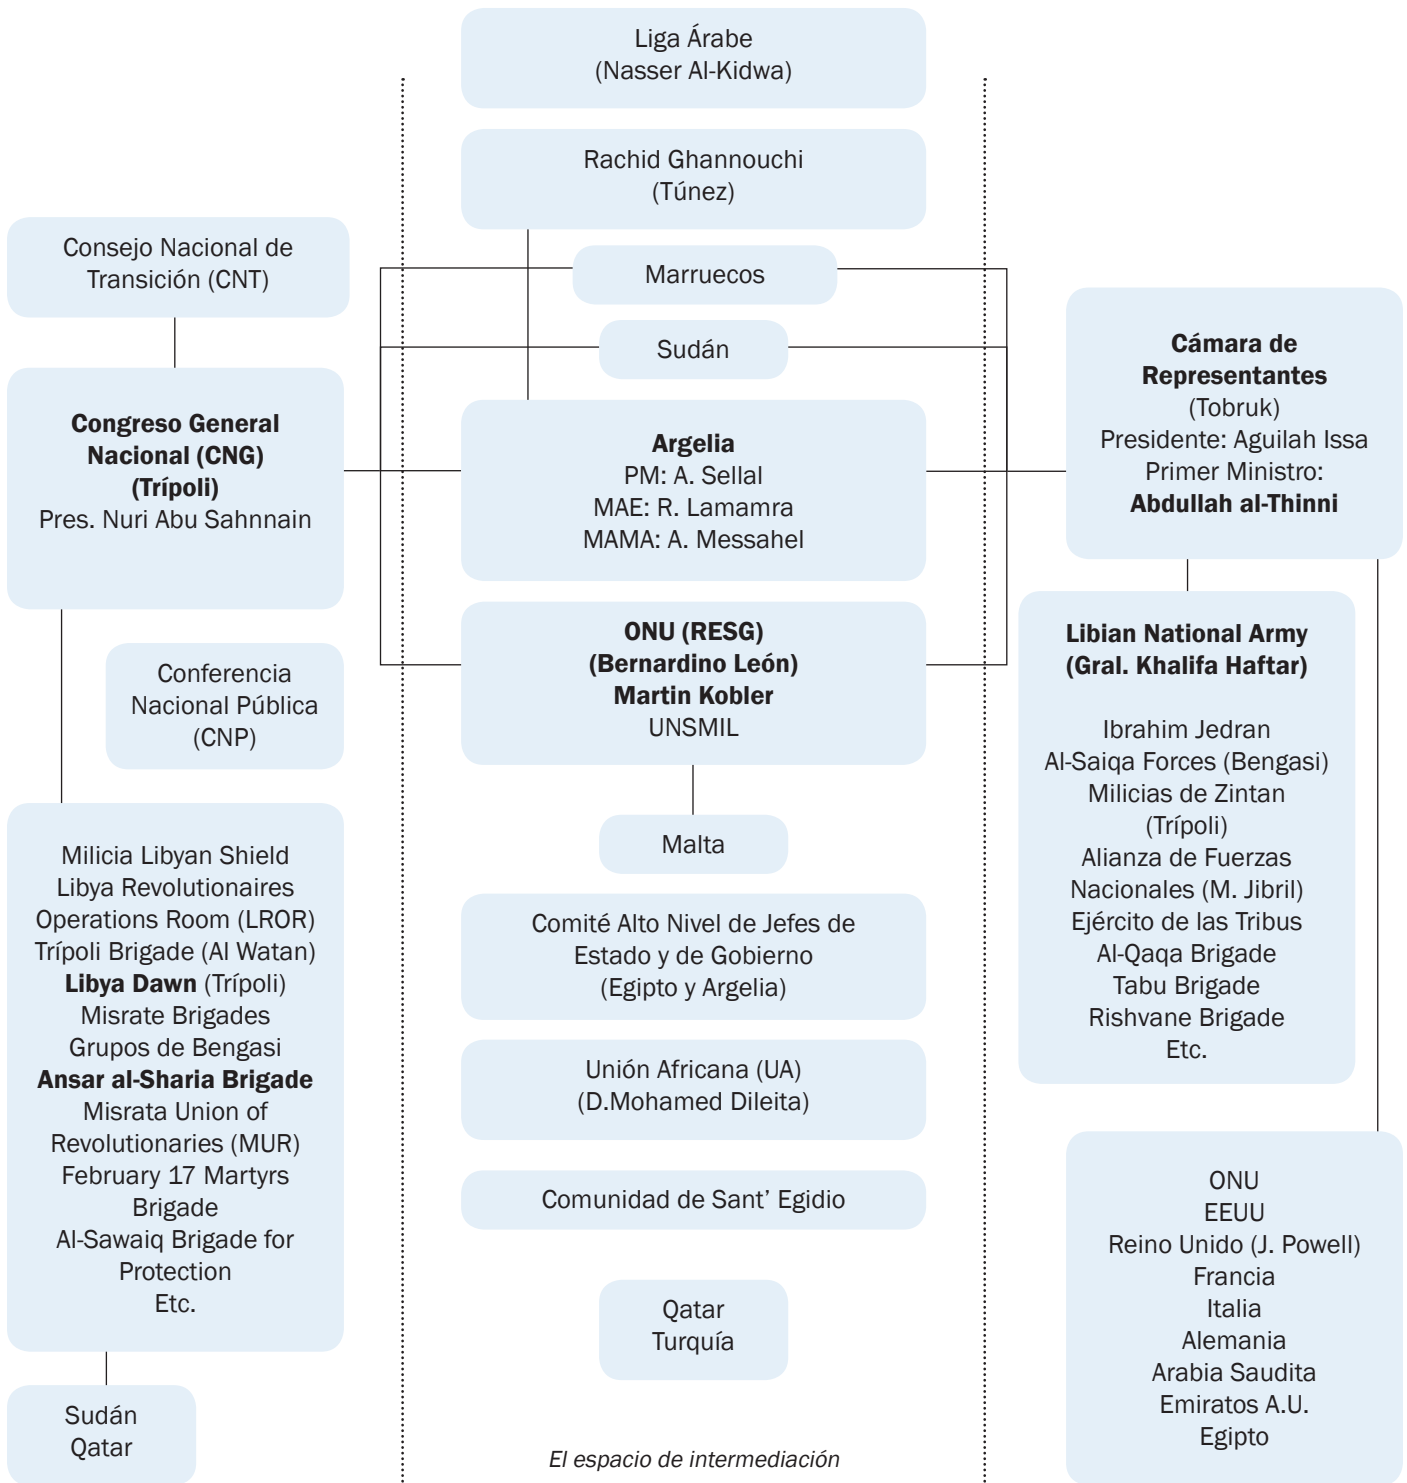 Liga Árabe
(Nasser Al-Kidwa)
Rachid Ghannouchi
(Túnez)
Consejo Nacional de
Transición (CNT)
Marruecos
Sudán
Congreso General
Nacional (CNG)
(Trípoli)
Pres. Nuri Abu Sahnnain
Argelia
PM: A. Sellal
MAE: R. Lamamra
MAMA: A. Messahel
Cámara de
Representantes
(Tobruk)
Presidente: Aguilah Issa
Primer Ministro:
Abdullah al-Thinni
Conferencia
Nacional Pública
(CNP)
ONU (RESG)
(Bernardino León)
Martin Kobler
UNSMIL
Libian National Army
(Gral. Khalifa Haftar)
Ibrahim Jedran
Al-Saiqa Forces (Bengasi)
Milicias de Zintan
(Trípoli)
Alianza de Fuerzas
Nacionales (M. Jibril)
Ejército de las Tribus
Al-Qaqa Brigade
Tabu Brigade
Rishvane Brigade
Etc.
Milicia Libyan Shield
Libya Revolutionaires
Operations Room (LROR)
Trípoli Brigade (Al Watan)
Libya Dawn (Trípoli)
Misrate Brigades
Grupos de Bengasi
Ansar al-Sharia Brigade
Misrata Union of
Revolutionaries (MUR)
February 17 Martyrs
Brigade
Al-Sawaiq Brigade for
Protection
Etc.
Malta
Comité Alto Nivel de Jefes de
Estado y de Gobierno
(Egipto y Argelia)
Unión Africana (UA)
(D.Mohamed Dileita)
Comunidad de Sant’ Egidio
Qatar
Turquía
ONU
EEUU
Reino Unido (J. Powell)
Francia
Italia
Alemania
Arabia Saudita
Emiratos A.U.
Egipto
Sudán
Qatar
El espacio de intermediación